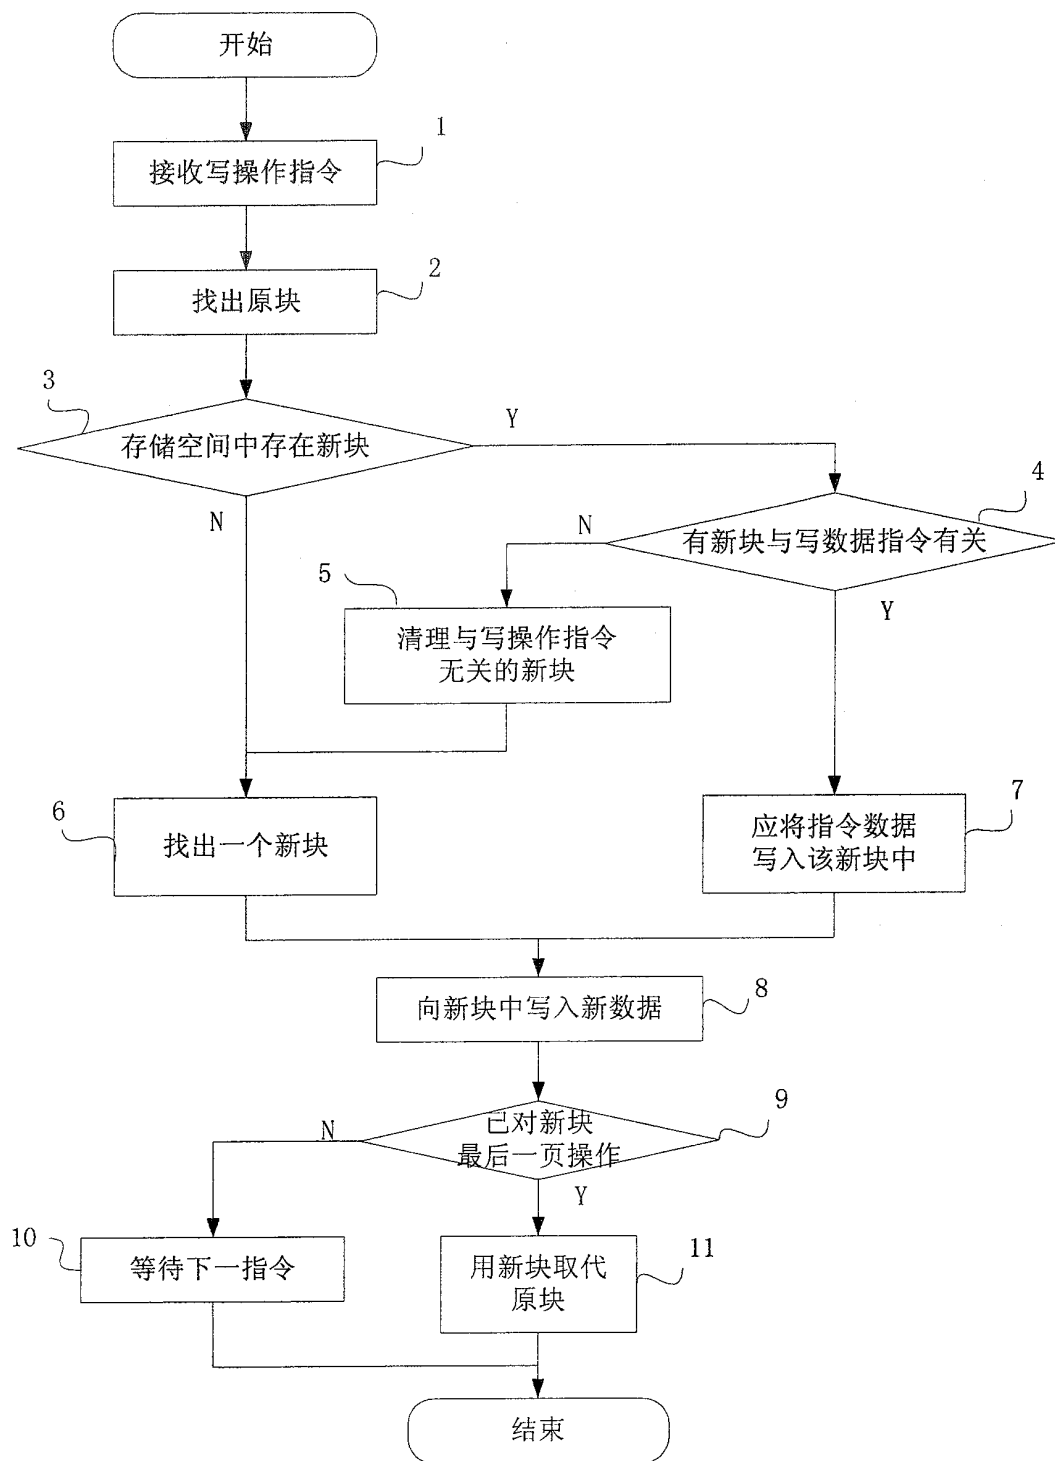 开始
1
接收写操作指令
2
找出原块
3
存储空间中存在新块
Y
N
4
有新块与写数据指令有关
N
Y
5
清理与写操作指令
无关的新块
6
找出一个新块
7
应将指令数据
写入该新块中
8
向新块中写入新数据
9
已对新块
最后一页操作
N
Y
10
等待下一指令
11
用新块取代
原块
结束